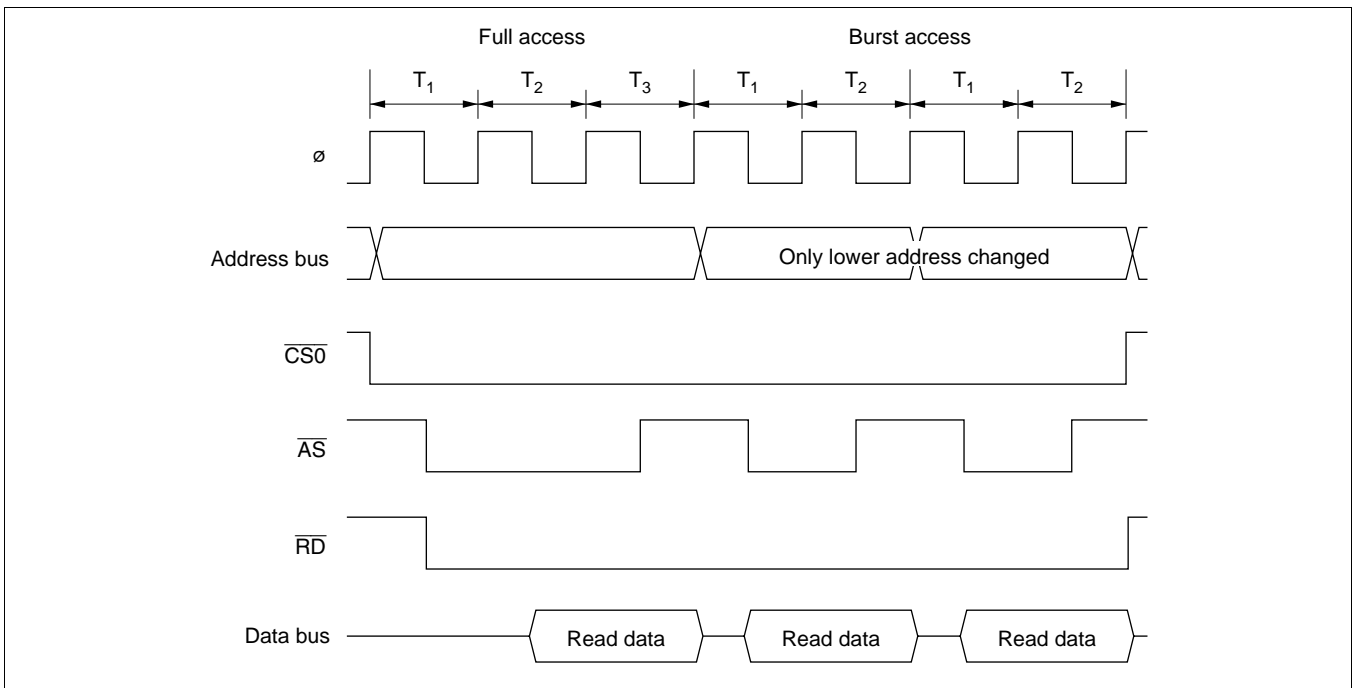 Full access Burst access
T1 T2 T3 T1 T2 T1 T2
ø
Address bus
Only lower address changed
CS0
AS
RD
Data bus
Read data Read data Read data